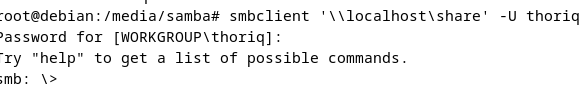 root@debian:/media/samba# smbclient '\\localhost\share' -U thoriq
Password for [WORKGROUP\thoriq]:
Try "help" to get a list of possible commands.
smb: \>